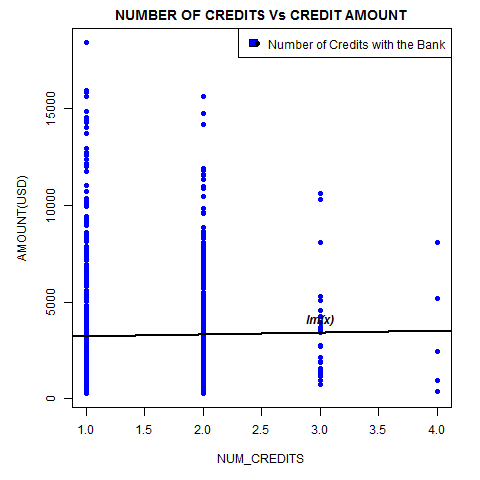 NUMBER OF CREDITS Vs CREDIT AMOUNT
Number of Credits with the Bank
15000
10000
5000
0
AMOUNT(USD)
lm(x)
1.0 1.5 2.0 2.5 3.0 3.5 4.0
NUM_CREDITS